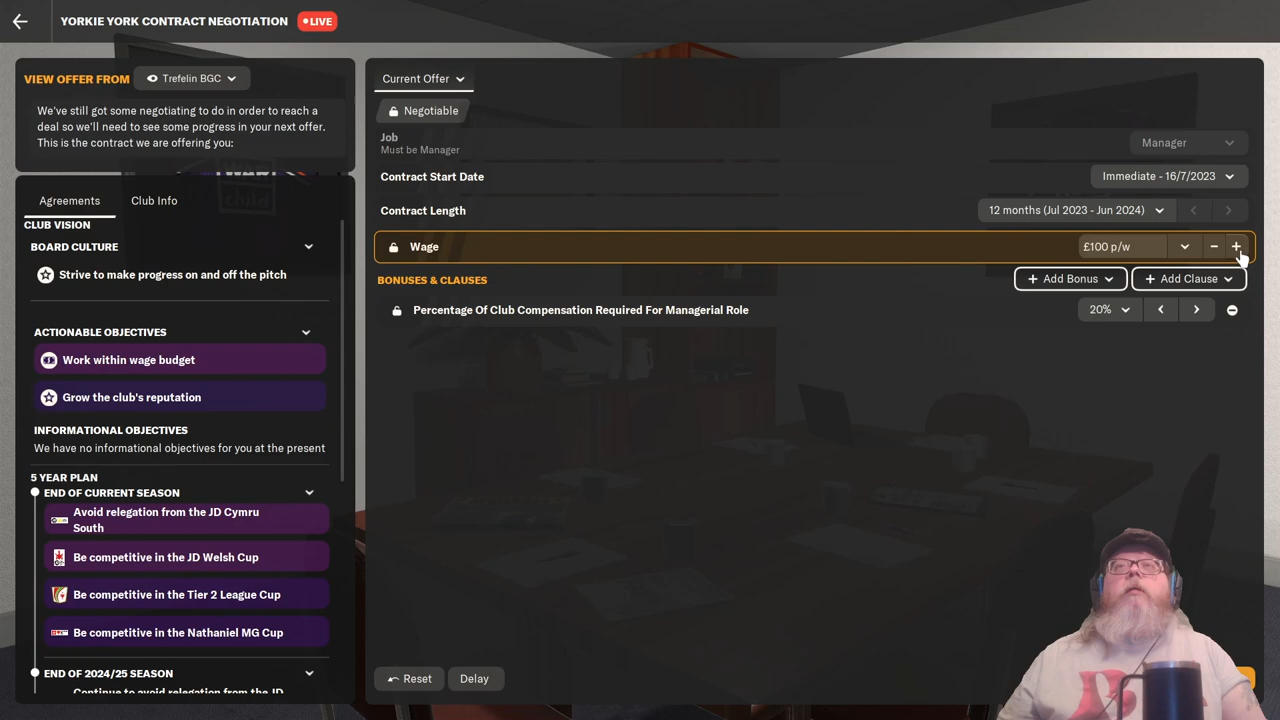 YORKIE YORK CONTRACT NEGOTIATION
LIVE
VIEW OFFER FROM
Trefelin BGC
We've still got some negotiating to do in order to reach a
deal so we'll need to see some progress in your next offer.
This is the contract we are offering you:
Agreements
Club Info
CLUB VISION
BOARD CULTURE
Strive to make progress on and off the pitch
ACTIONABLE OBJECTIVES
Work within wage budget
Grow the club's reputation
INFORMATIONAL OBJECTIVES
We have no informational objectives for you at the present
5 YEAR PLAN
END OF CURRENT SEASON
Avoid relegation from the JD Cymru
South
Be competitive in the JD Welsh Cup
Be competitive in the Tier 2 League Cup
Be competitive in the Nathaniel MG Cup
END OF 2024/25 SEASON
Continue to avoid relegation from the JD
Current Offer
Negotiable
Job
Must be Manager
Manager
Contract Start Date
Immediate - 16/7/2023
Contract Length
12 months (Jul 2023 - Jun 2024)
Wage
£100 p/w
BONUSES & CLAUSES
+ Add Bonus
+ Add Clause
Percentage Of Club Compensation Required For Managerial Role
20%
Reset
Delay